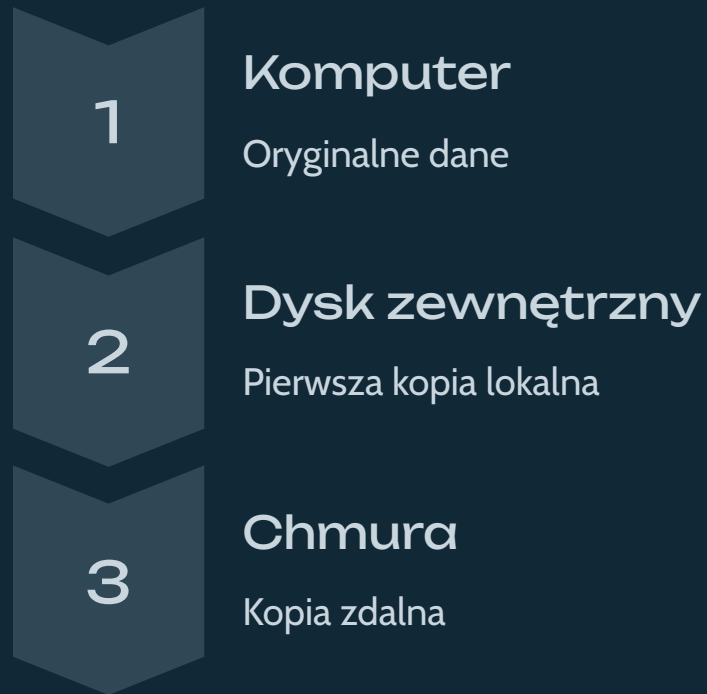 1
Komputer
Oryginalne dane
2
Dysk zewnętrzny
Pierwsza kopia lokalna
3
Chmura
Kopia zdalna